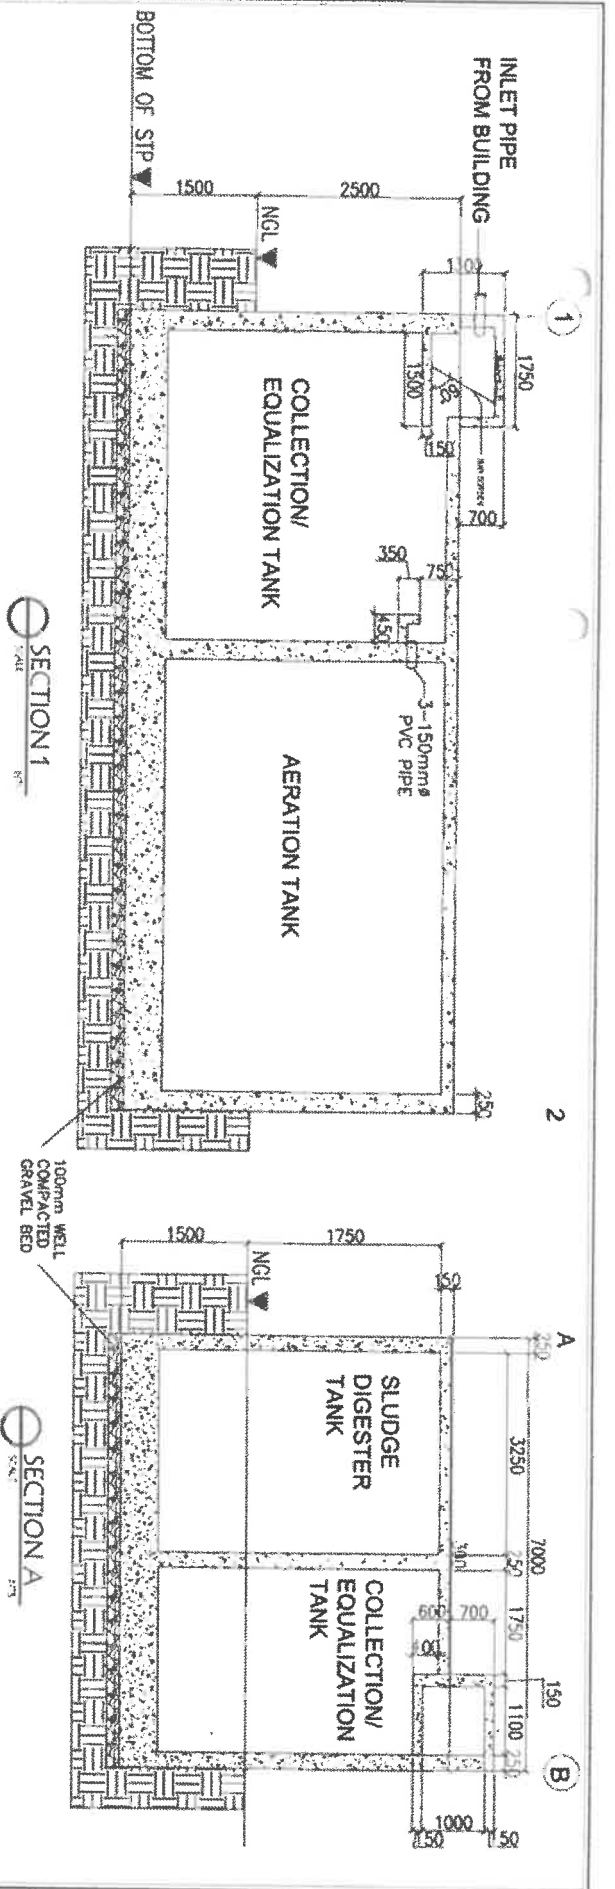 INLET PIPE
FROM BUILDING
BOTTOM OF STP
1500
2500
NGL
1
1750
1500
150
700
COLLECTION/
EQUALIZATION TANK
350
750
450
3-150mmø
PVC PIPE
AERATION TANK
2
250
SECTION 1
SCALE
100mm WELL
COMPACTED
GRAVEL BED
1500
1750
NGL
150
A
250
3250
7000
250
1750
150
1100
250
B
SLUDGE
DIGESTER
TANK
COLLECTION/
EQUALIZATION
TANK
600
700
1000
150
150
SECTION A
SCALE